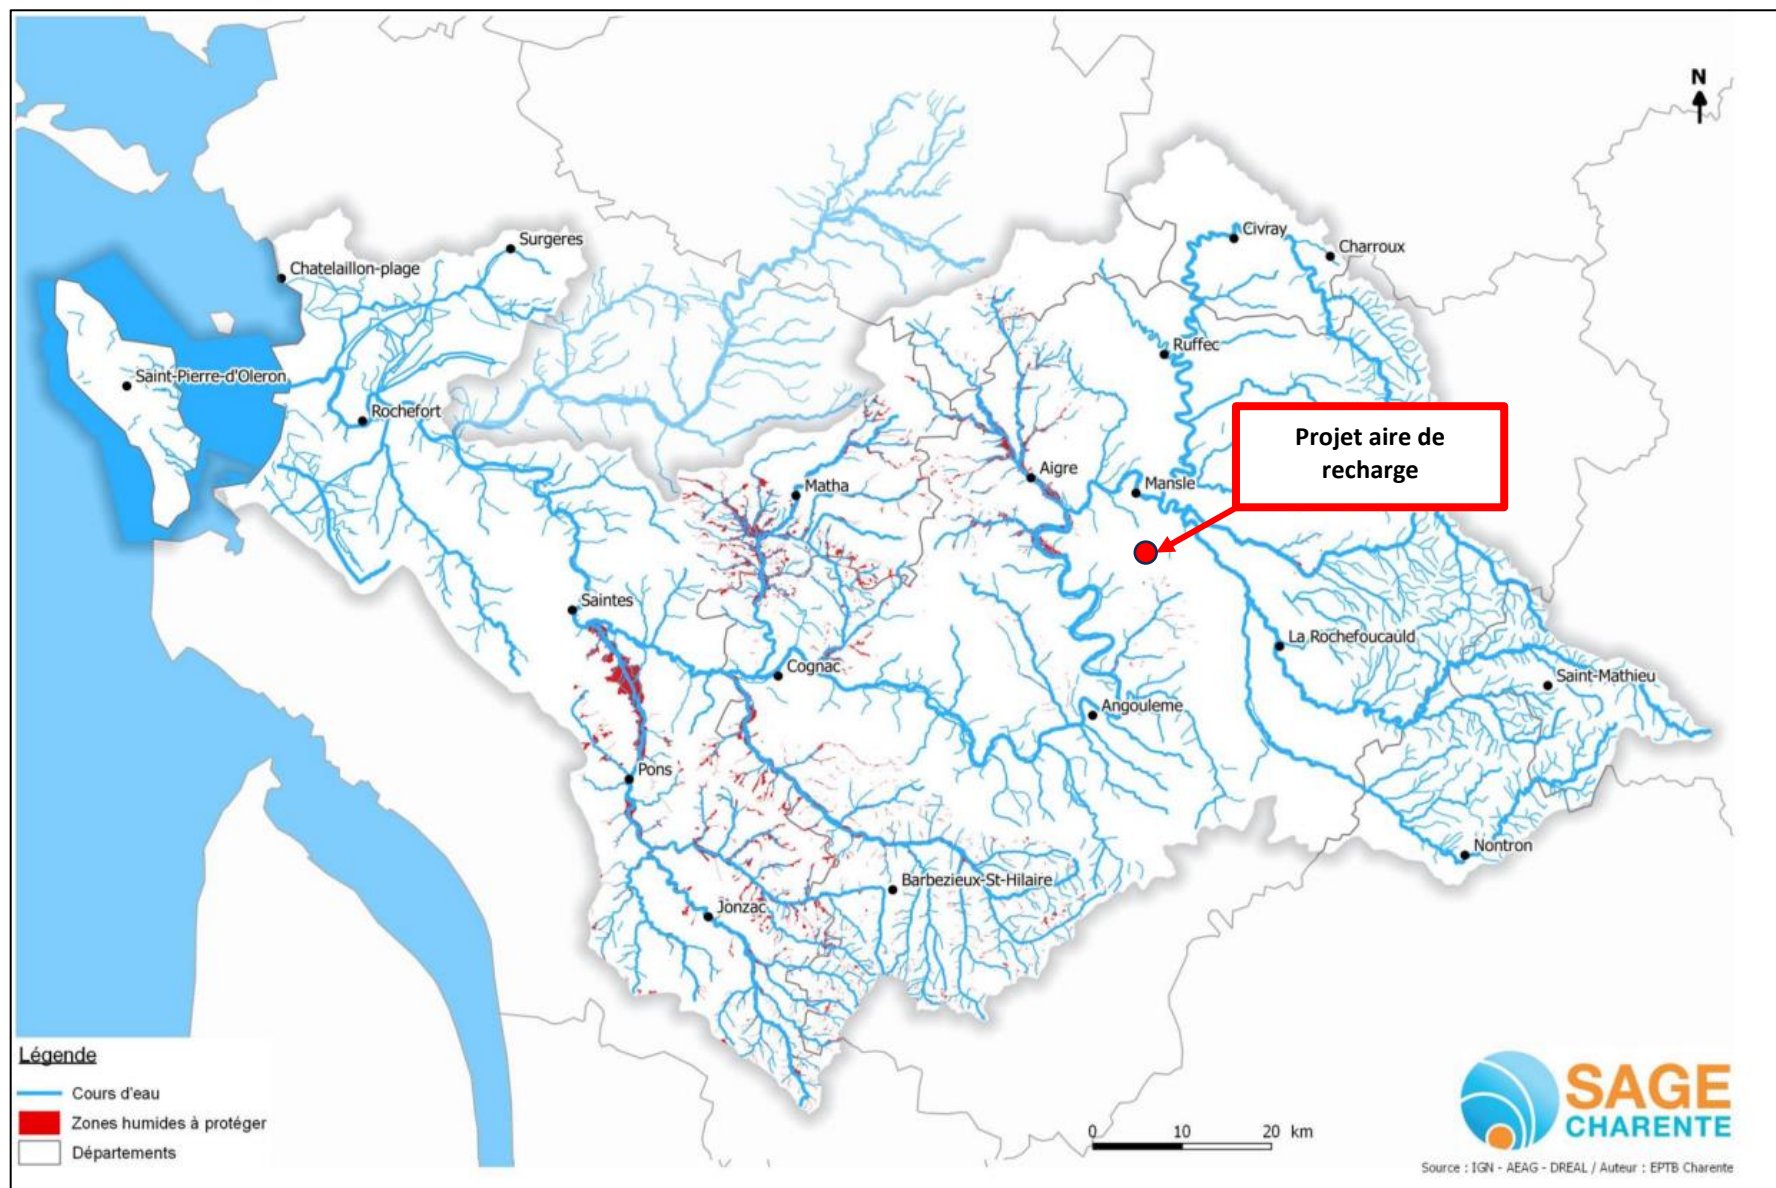 N
Civray
Charroux
Surgeres
Chatelaillon-plage
Ruffec
Saint-Pierre-d'Oleron
Rochefort
Projet aire de
recharge
Aigre
Mansle
Matha
Saintes
La Rochefoucauld
Cognac
Saint-Mathieu
Angouleme
Pons
Nontron
Barbezieux-St-Hilaire
Jonzac
Légende
Cours d'eau
Zones humides à protéger
Départements
0 10 20 km
SAGE
CHARENTE
Source : IGN - AEAG - DREAL / Auteur : EPTB Charente